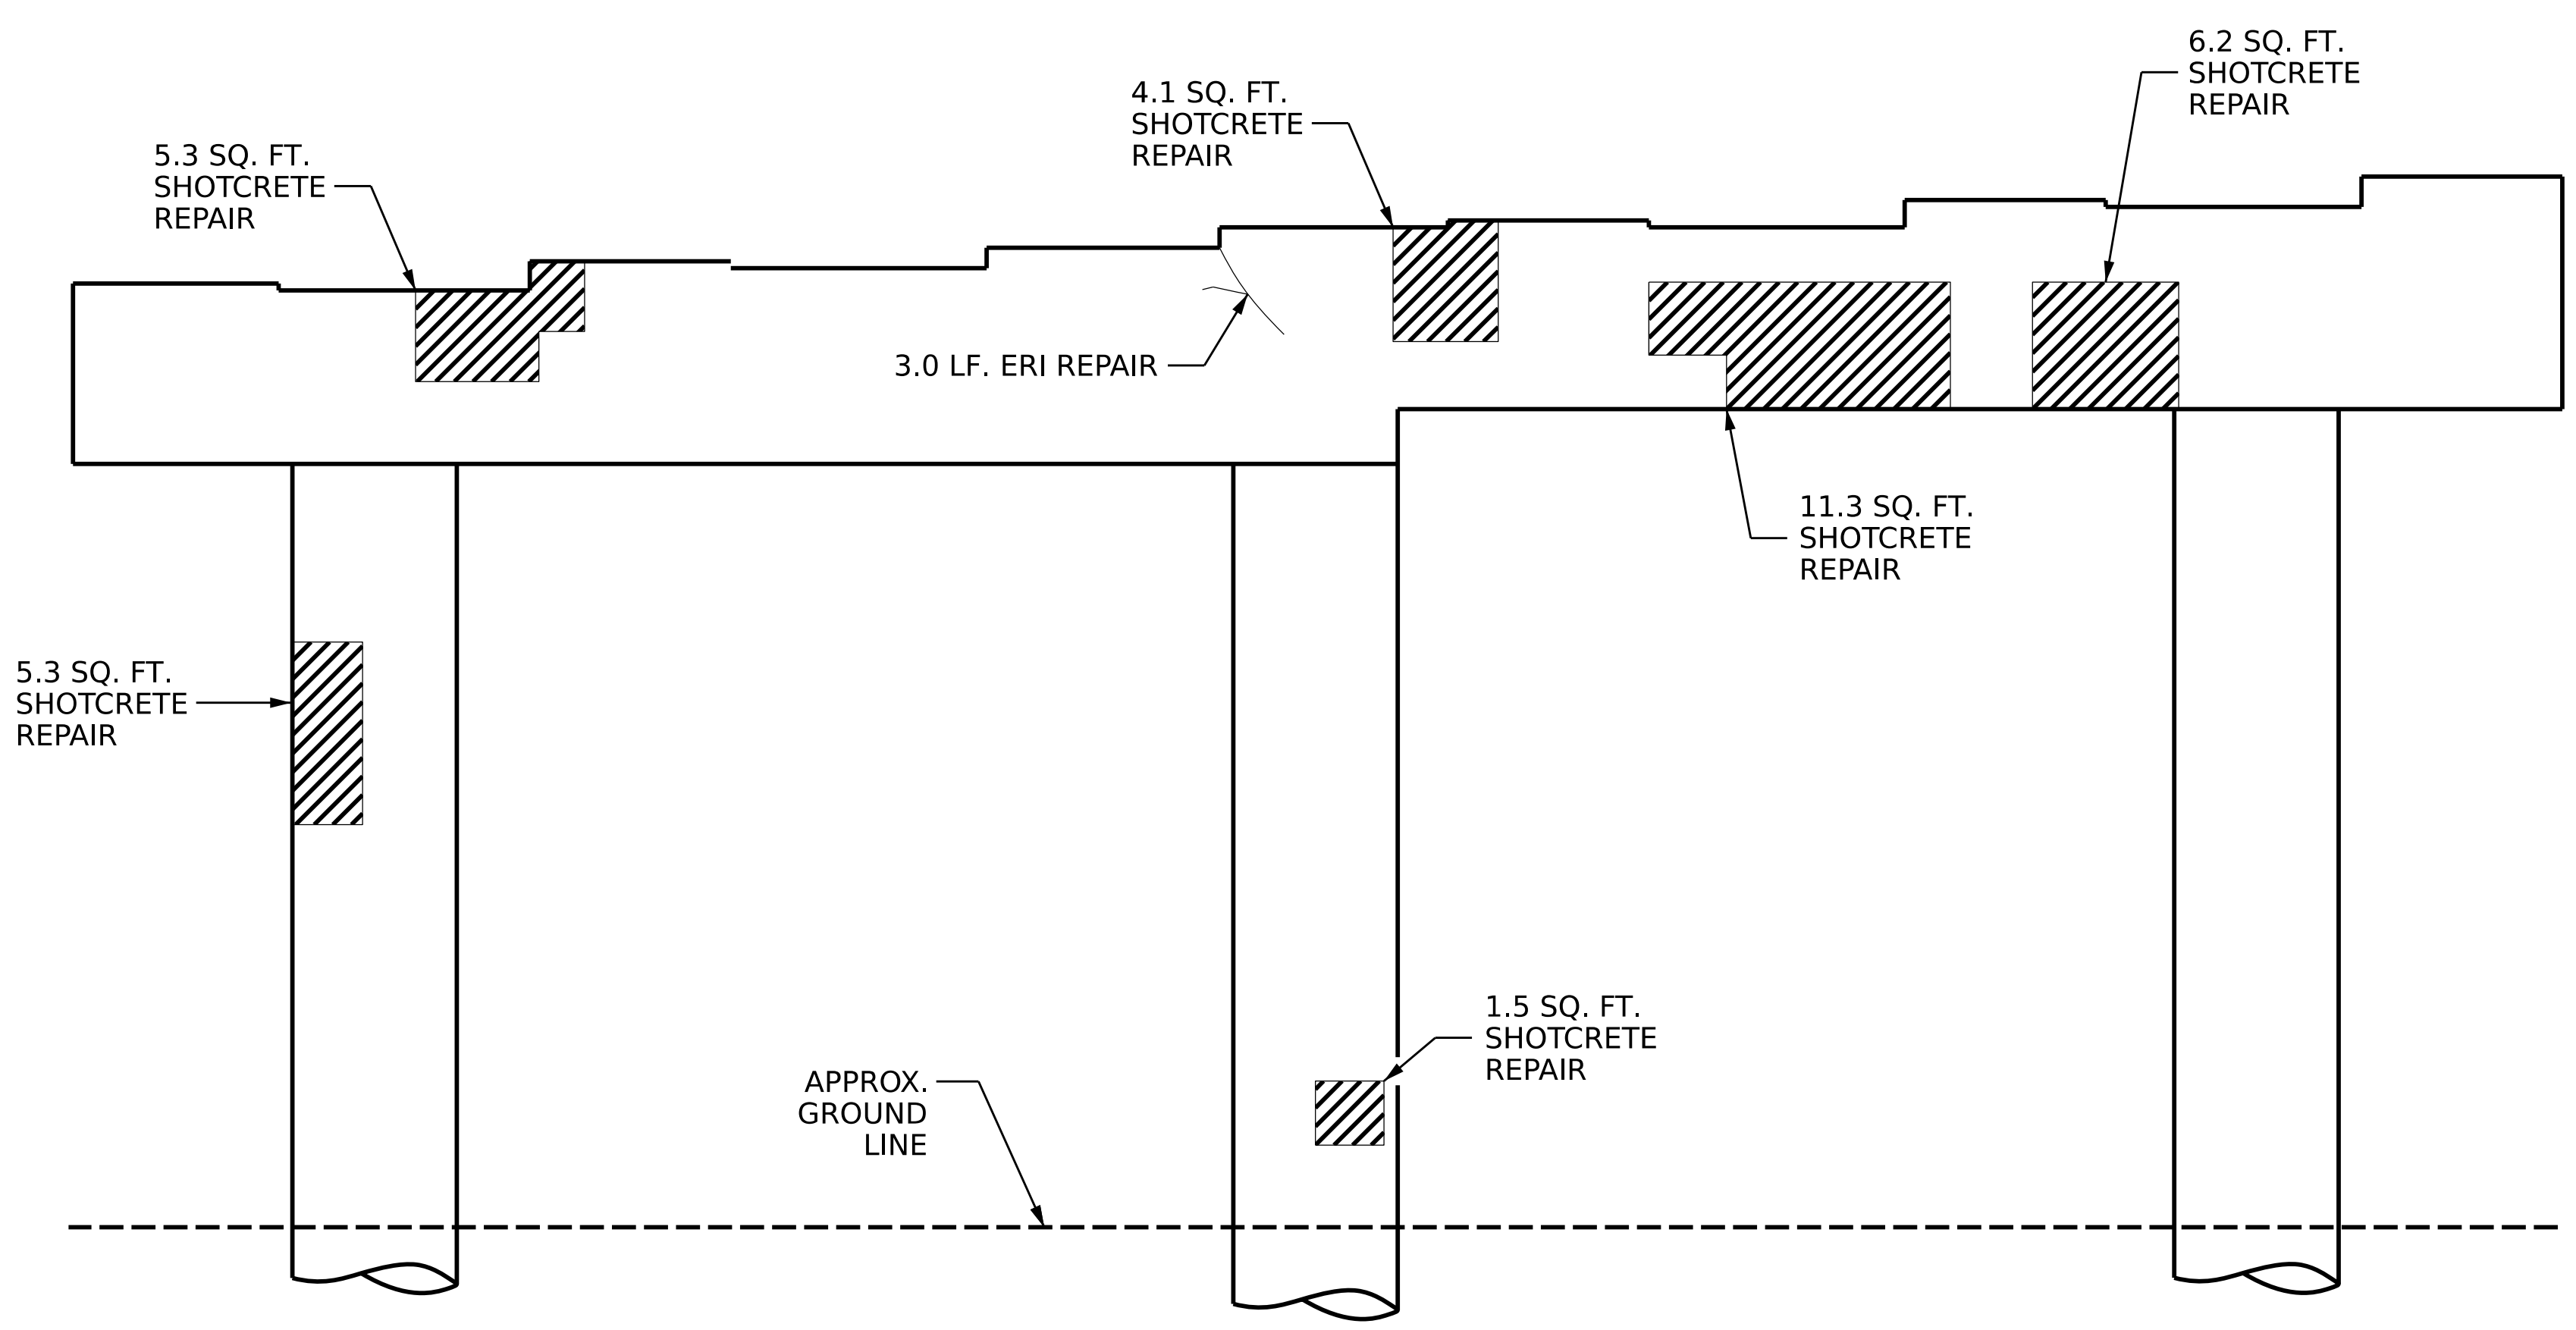 6.2 SQ. FT.
SHOTCRETE
REPAIR
4.1 SQ. FT.
SHOTCRETE
REPAIR
5.3 SQ. FT.
SHOTCRETE
REPAIR
3.0 LF. ERI REPAIR
11.3 SQ. FT.
SHOTCRETE
REPAIR
5.3 SQ. FT.
SHOTCRETE
REPAIR
1.5 SQ. FT.
SHOTCRETE
REPAIR
APPROX.
GROUND
LINE